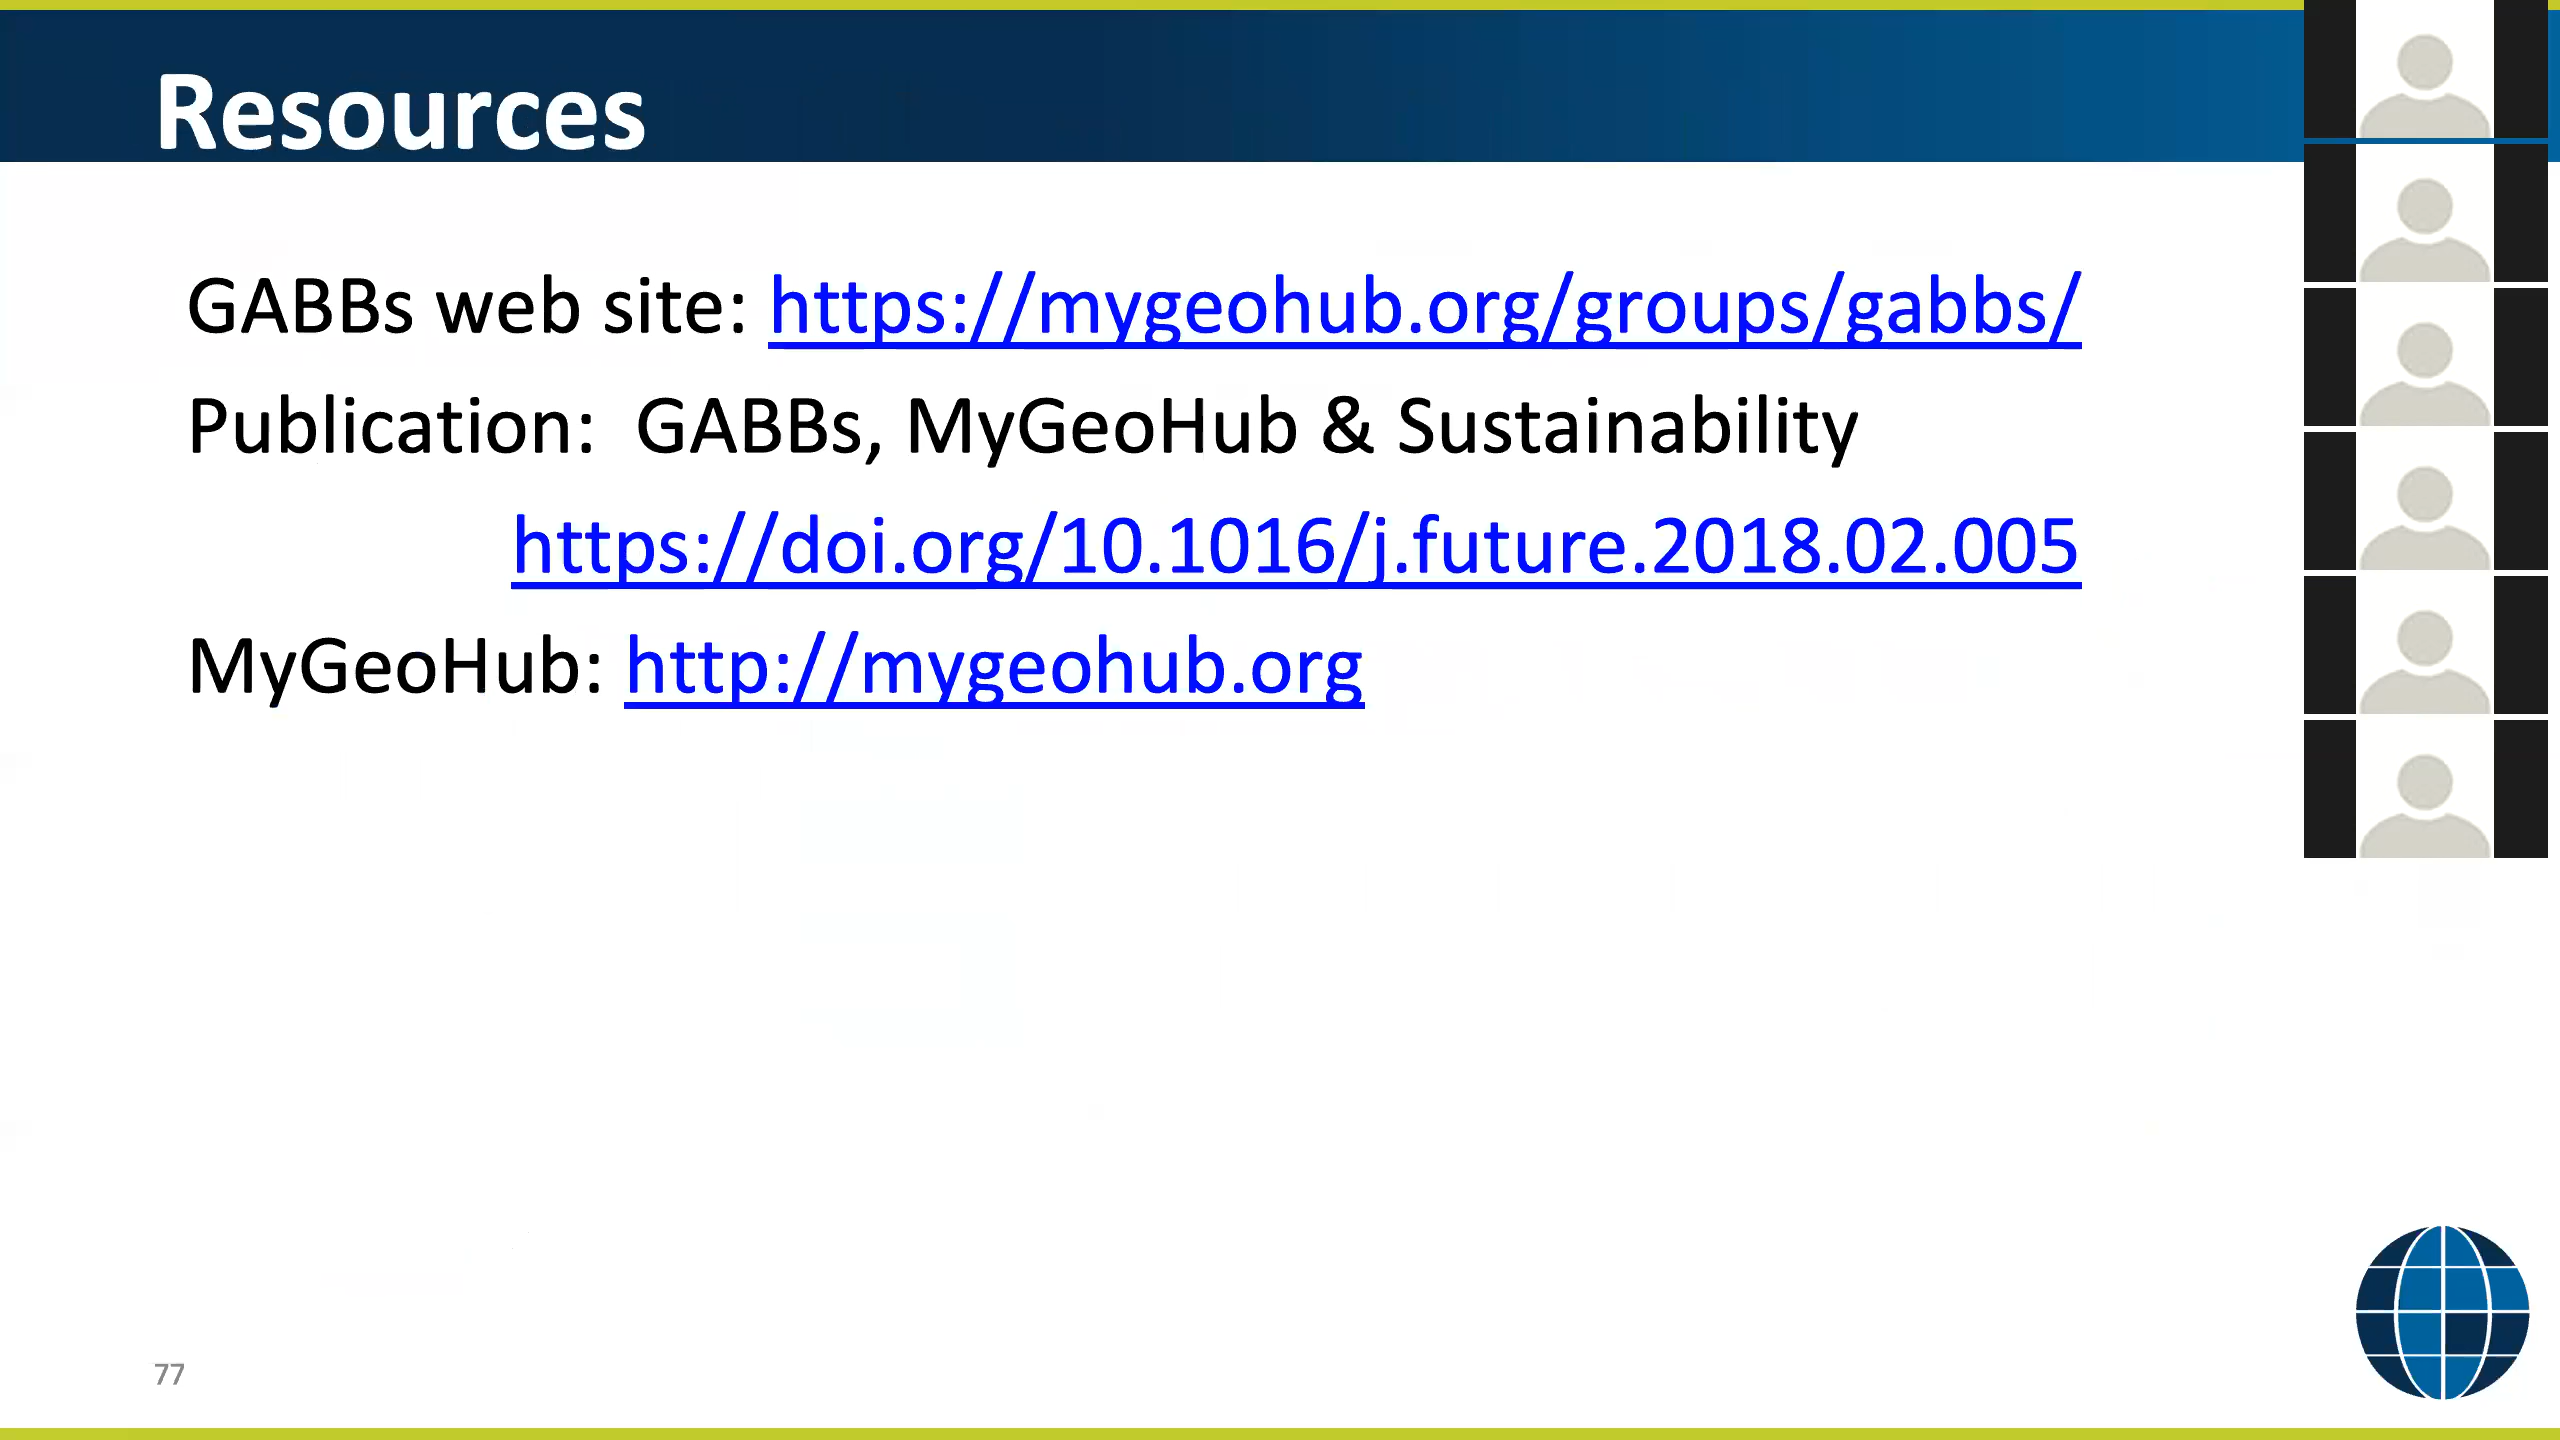 Resources
GABBs web site: https://mygeohub.org/groups/gabbs/
Publication:  GABBs, MyGeoHub & Sustainability
https://doi.org/10.1016/j.future.2018.02.005
MyGeoHub: http://mygeohub.org
77